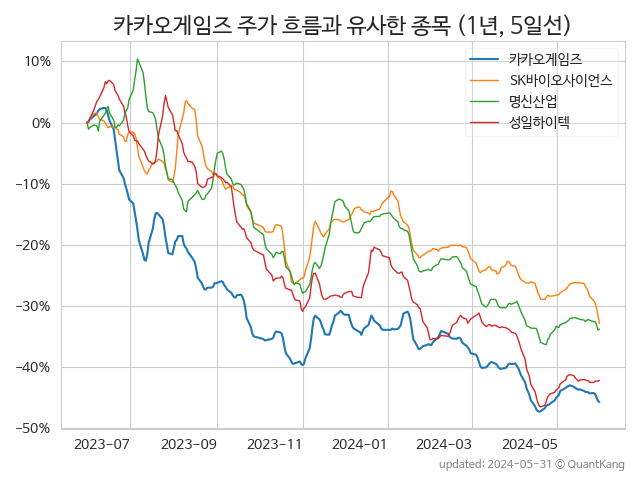 카카오게임즈 주가 흐름과 유사한 종목 (1년, 5일선)
카카오게임즈
SK바이오사이언스
명신산업
성일하이텍
10%
0%
−10%
−20%
−30%
−40%
−50%
2023-07 2023-09 2023-11 2024-01 2024-03 2024-05
updated: 2024-05-31 © QuantKang